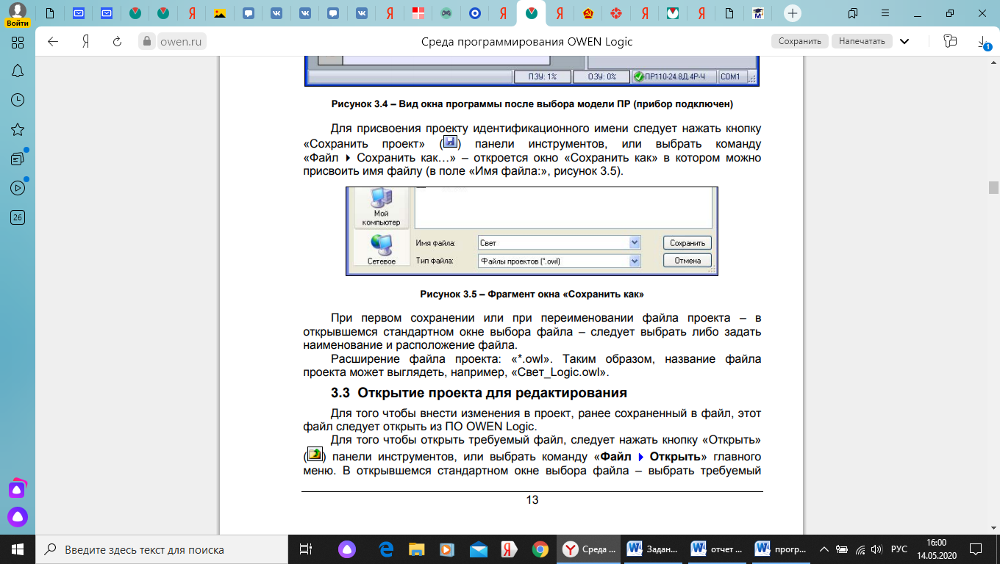 Войти
owen.ru
Среда программирования OWEN Logic
Сохранить
Напечатать
1
26
ПЗУ: 1%
ОЗУ: 0%
ПР110-24.8Д.4Р-Ч
COM1
Рисунок 3.4 – Вид окна программы после выбора модели ПР (прибор подключен)
Для присвоения проекту идентификационного имени следует нажать кнопку
«Сохранить проект» ( ) панели инструментов, или выбрать команду
«Файл Сохранить как…» – откроется окно «Сохранить как» в котором можно
присвоить имя файлу (в поле «Имя файла:», рисунок 3.5).
Мой
компьютер
Сетевое
Имя файла:
Свет
Сохранить
Тип файла:
Файлы проектов (*.owl)
Отмена
Рисунок 3.5 – Фрагмент окна «Сохранить как»
При первом сохранении или при переименовании файла проекта – в
открывшемся стандартном окне выбора файла – следует выбрать либо задать
наименование и расположение файла.
Расширение файла проекта: «*.owl». Таким образом, название файла
проекта может выглядеть, например, «Свет_Logic.owl».
3.3 Открытие проекта для редактирования
Для того чтобы внести изменения в проект, ранее сохраненный в файл, этот
файл следует открыть из ПО OWEN Logic.
Для того чтобы открыть требуемый файл, следует нажать кнопку «Открыть»
( ) панели инструментов, или выбрать команду «Файл Открыть» главного
меню. В открывшемся стандартном окне выбора файла – выбрать требуемый
13
Введите здесь текст для поиска
Среда ...
Задан...
отчет ...
прогр...
РУС
16:00
14.05.2020